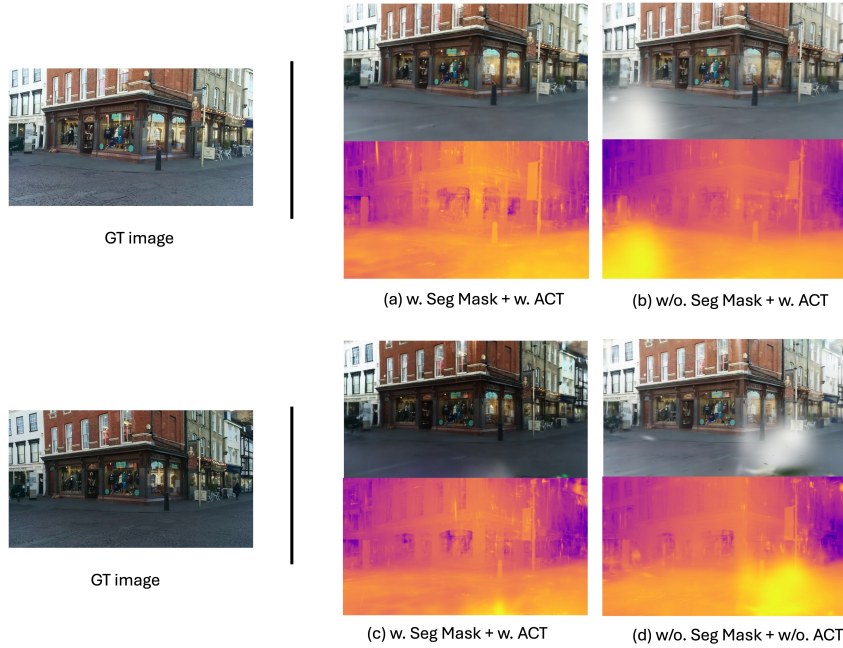 GT image
(a) w. Seg Mask + w. ACT
(b) w/o. Seg Mask + w. ACT
GT image
(c) w. Seg Mask + w. ACT
(d) w/o. Seg Mask + w/o. ACT